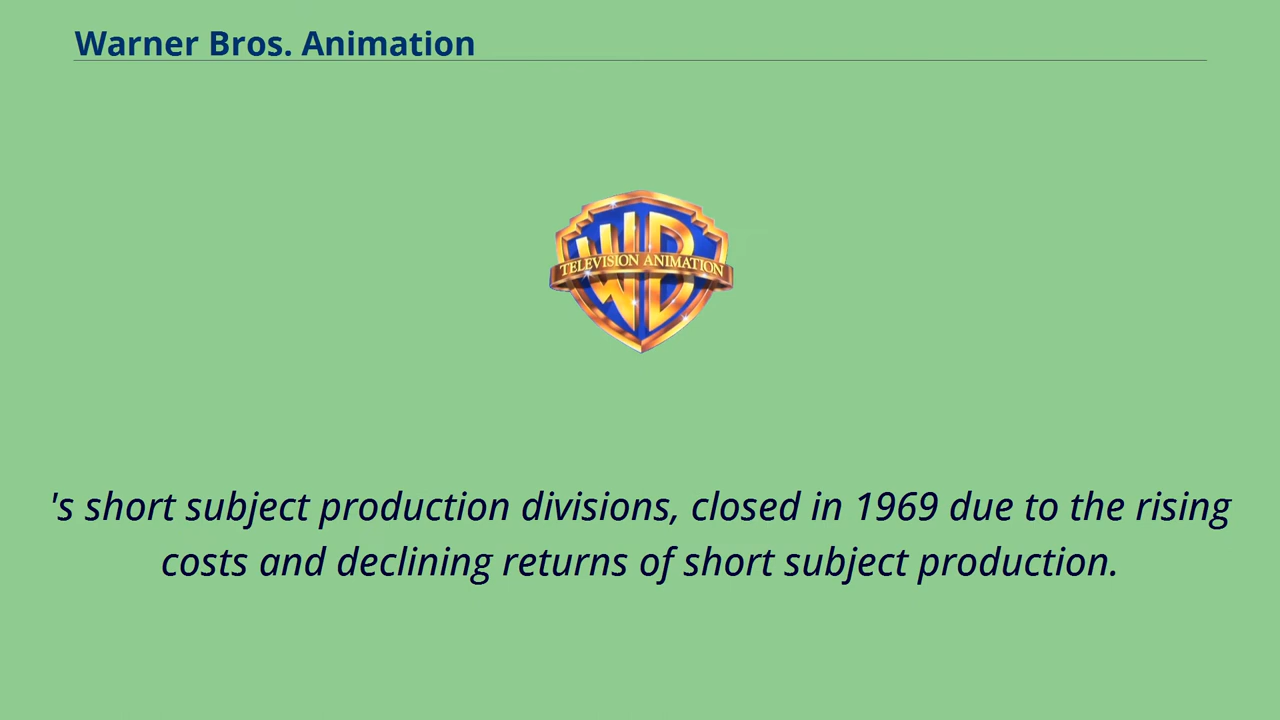 Warner Bros. Animation
WB
TELEVISION ANIMATION
's short subject production divisions, closed in 1969 due to the rising
costs and declining returns of short subject production.